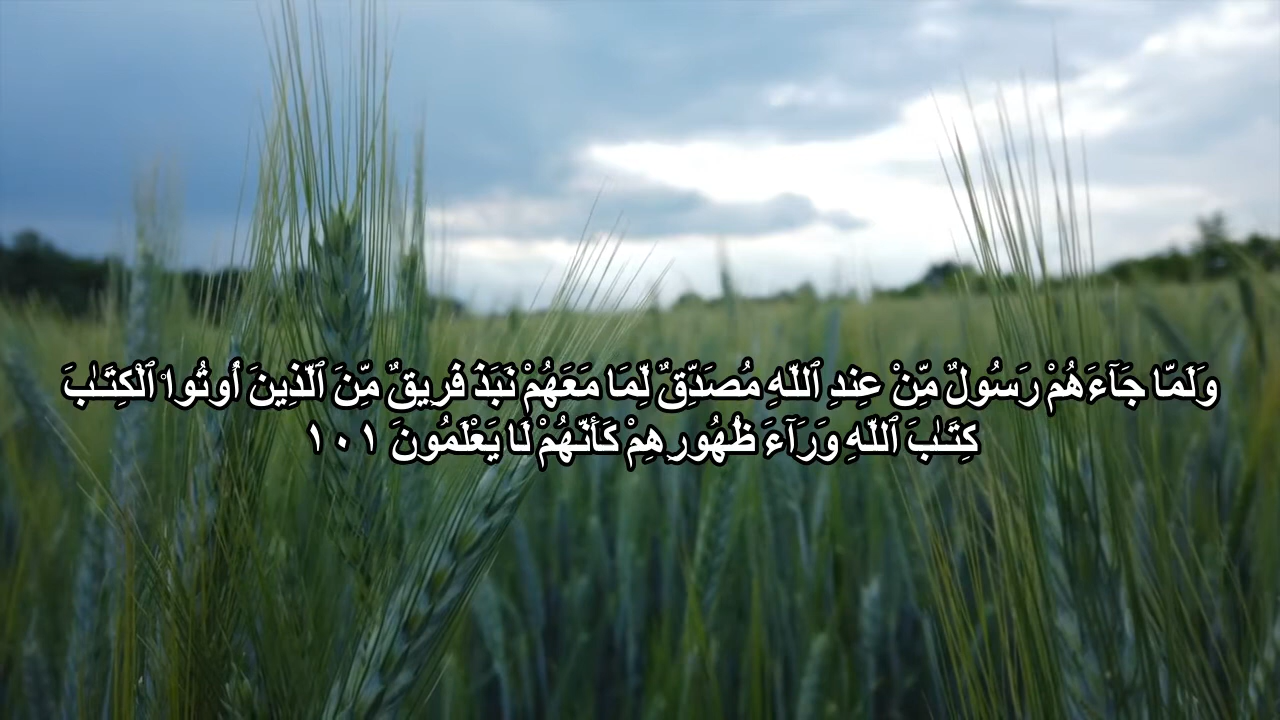 وَلَمَّا جَآءَهُمْ رَسُولٌ مِّنْ عِندِ ٱللَّهِ مُصَدِّقٌ لِّمَا مَعَهُمْ نَبَذَ فَرِيقٌ مِّنَ ٱلَّذِينَ أُوتُوا۟ ٱلْكِتَـٰبَ
كِتَـٰبَ ٱللَّهِ وَرَآءَ ظُهُورِهِمْ كَأَنَّهُمْ لَا يَعْلَمُونَ ١٠١